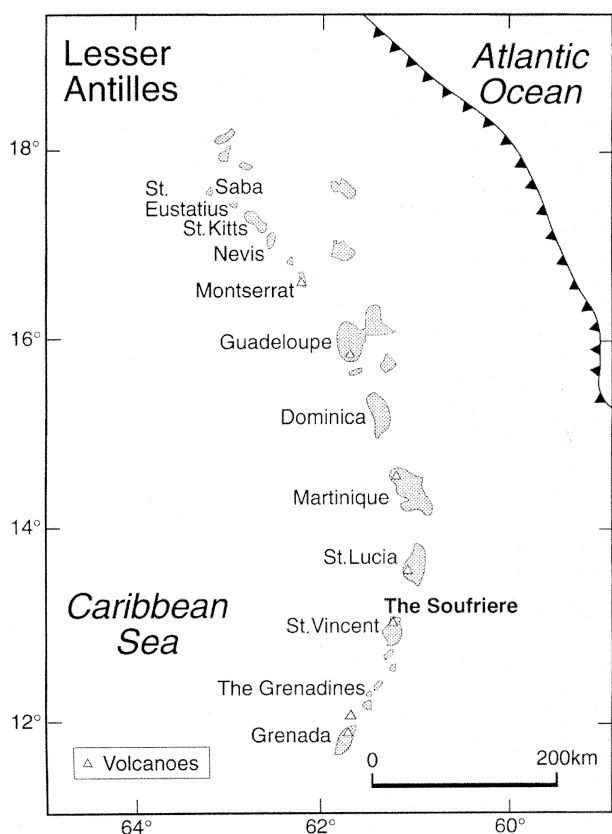 Lesser
Antilles
Atlantic
Ocean
18°
St.
Saba
Eustatius
St.Kitts
Nevis
Montserrat
16°
Guadeloupe
Dominica
Martinique
14°
St.Lucia
Caribbean
Sea
The Soufriere
St.Vincent
The Grenadines
12°
Grenada
Volcanoes
0
200km
64°
62°
60°